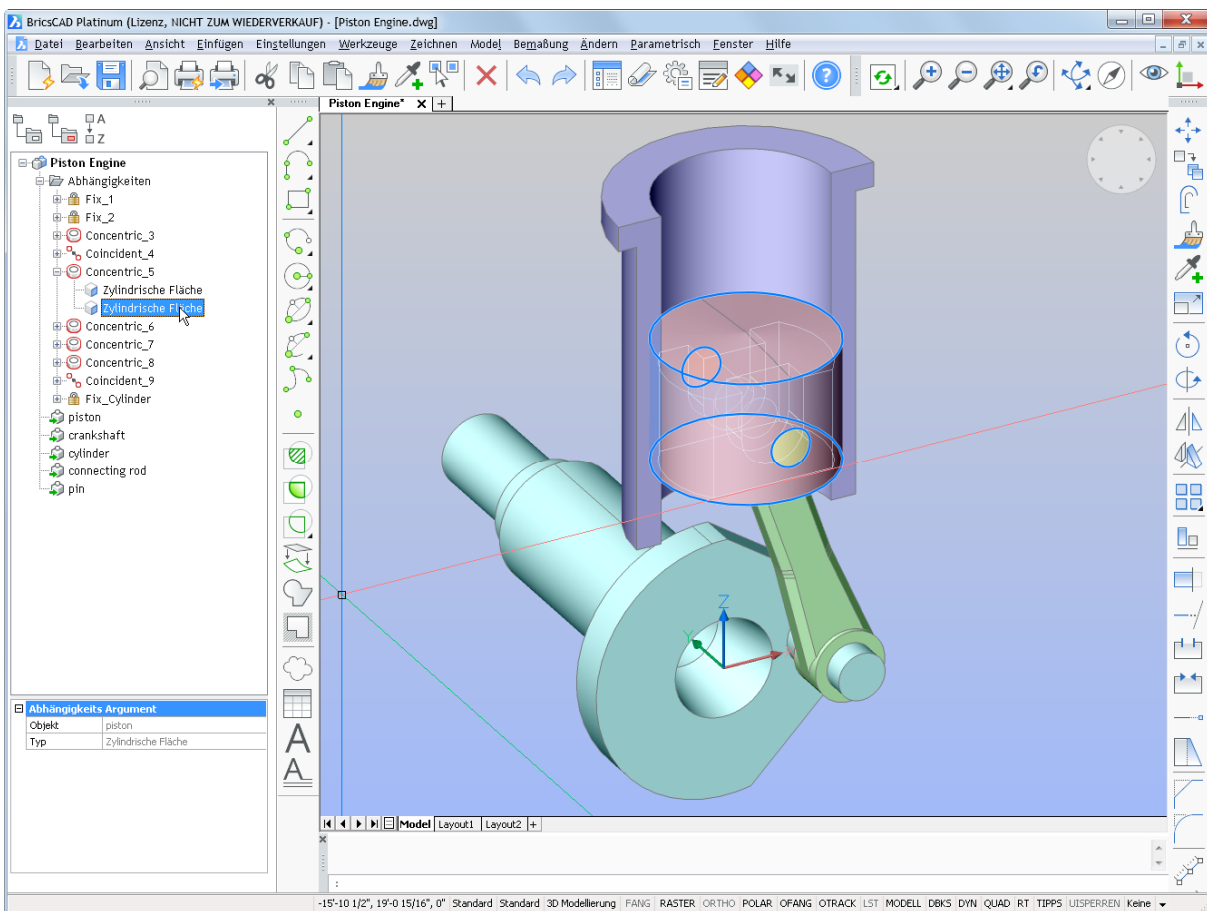 BricsCAD Platinum (Lizenz, NICHT ZUM WIEDERVERKAUF) - [Piston Engine.dwg]
Datei Bearbeiten Ansicht Einfügen Einstellungen Werkzeuge Zeichnen Model Bemaßung Ändern Parametrisch Fenster Hilfe
Piston Engine* X +
A
Z
Piston Engine
Abhängigkeiten
Fix_1
Fix_2
Concentric_3
Coincident_4
Concentric_5
Zylindrische Fläche
Zylindrische Fläche
Concentric_6
Concentric_7
Concentric_8
Coincident_9
Fix_Cylinder
piston
crankshaft
cylinder
connecting rod
pin
Z
Y
X
Abhängigkeits Argument
Objekt piston
Typ Zylindrische Fläche
A
A
Model Layout1 Layout2 +
:
-15'-10 1/2", 19'-0 15/16", 0" Standard Standard 3D Modellierung FANG RASTER ORTHO POLAR OFANG OTRACK LST MODELL DBKS DYN QUAD RT TIPPS UISPERREN Keine